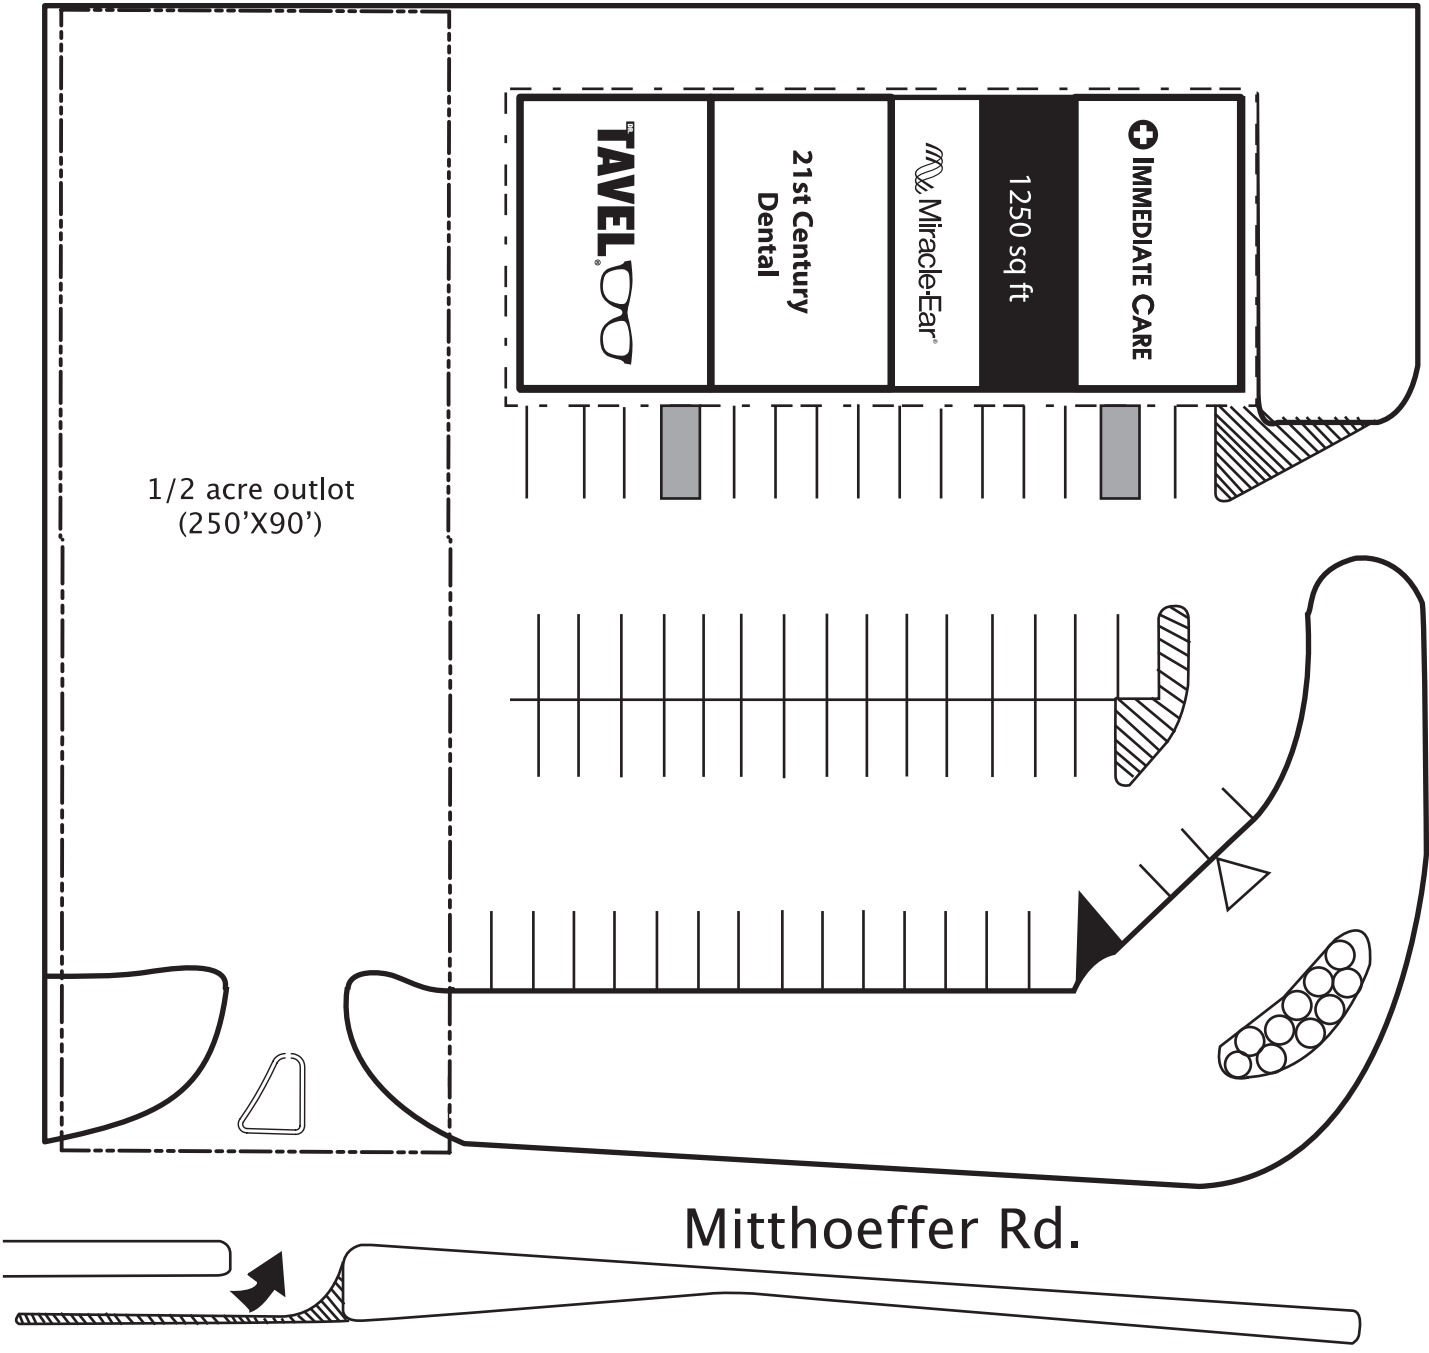 DR. TAVEL®
21st Century
Dental
Miracle-Ear®
1250 sq ft
IMMEDIATE CARE
1/2 acre outlot
(250’X90’)
Mitthoeffer Rd.